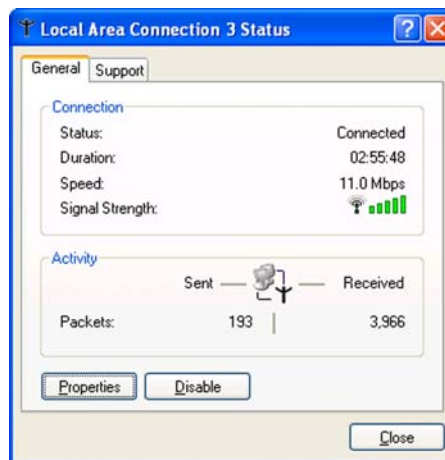 Local Area Connection 3 Status
General Support
Connection
Status: Connected
Duration: 02:55:48
Speed: 11.0 Mbps
Signal Strength:
Activity
Sent Received
Packets: 193 3,966
Properties Disable
Close